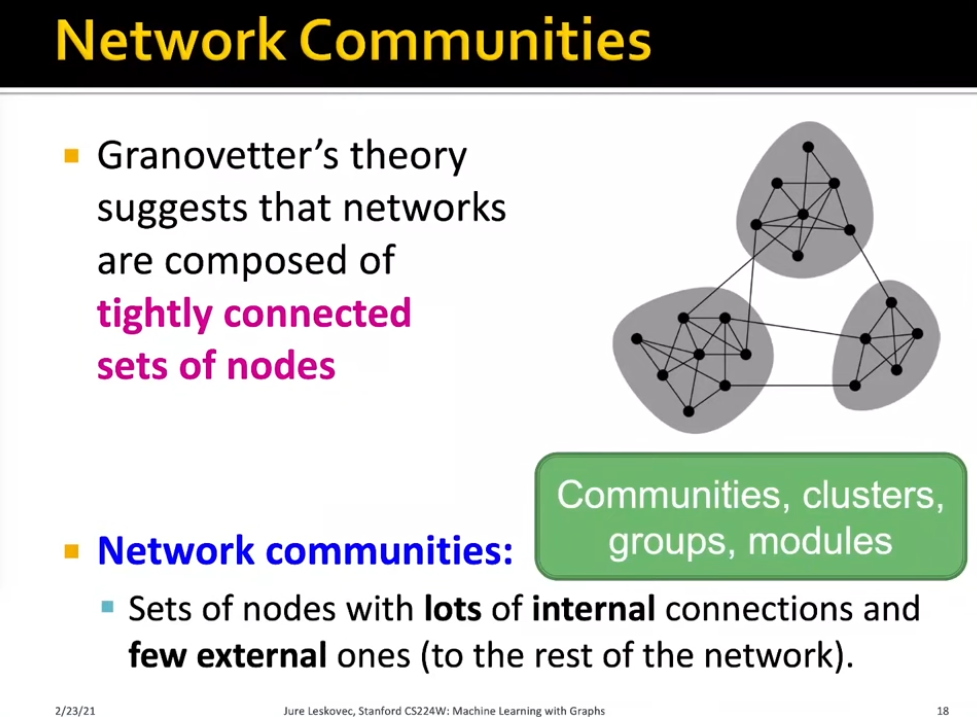 Network Communities
Granovetter's theory
suggests that networks
are composed of
tightly connected
sets of nodes
Communities, clusters,
groups, modules
Network communities:
Sets of nodes with lots of internal connections and
few external ones (to the rest of the network).
2/23/21
Jure Leskovec, Stanford CS224W: Machine Learning with Graphs
18